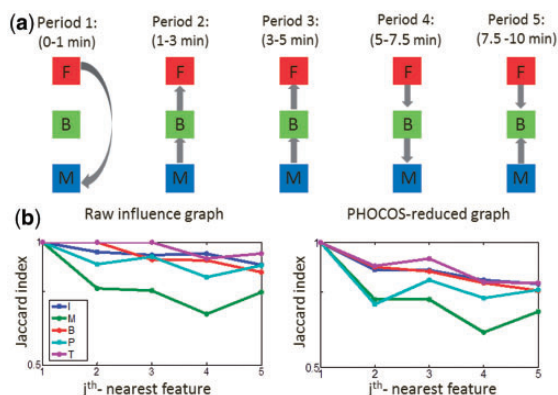 (a) Period 1: Period 2: Period 3: Period 4: Period 5:
(0-1 min) (1-3 min) (3-5 min) (5-7.5 min) (7.5 -10 min)
F F F F F
B B B B B
M M M M M
(b) Raw influence graph PHOCOS-reduced graph
1 1
Jaccard index Jaccard index
I
M
B
P
T
0.5 0.5
1 2 3 4 5 1 2 3 4 5
jth- nearest feature jth- nearest feature